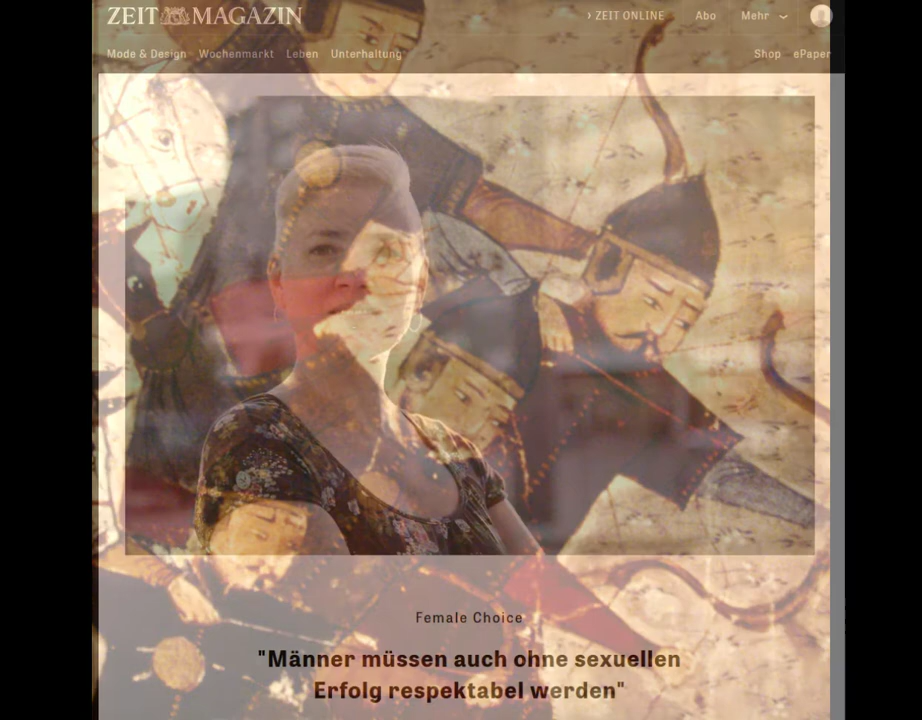 ZEIT MAGAZIN
› ZEIT ONLINE Abo Mehr
Mode & Design Wochenmarkt Leben Unterhaltung Shop ePaper
Female Choice
"Männer müssen auch ohne sexuellen
Erfolg respektabel werden"